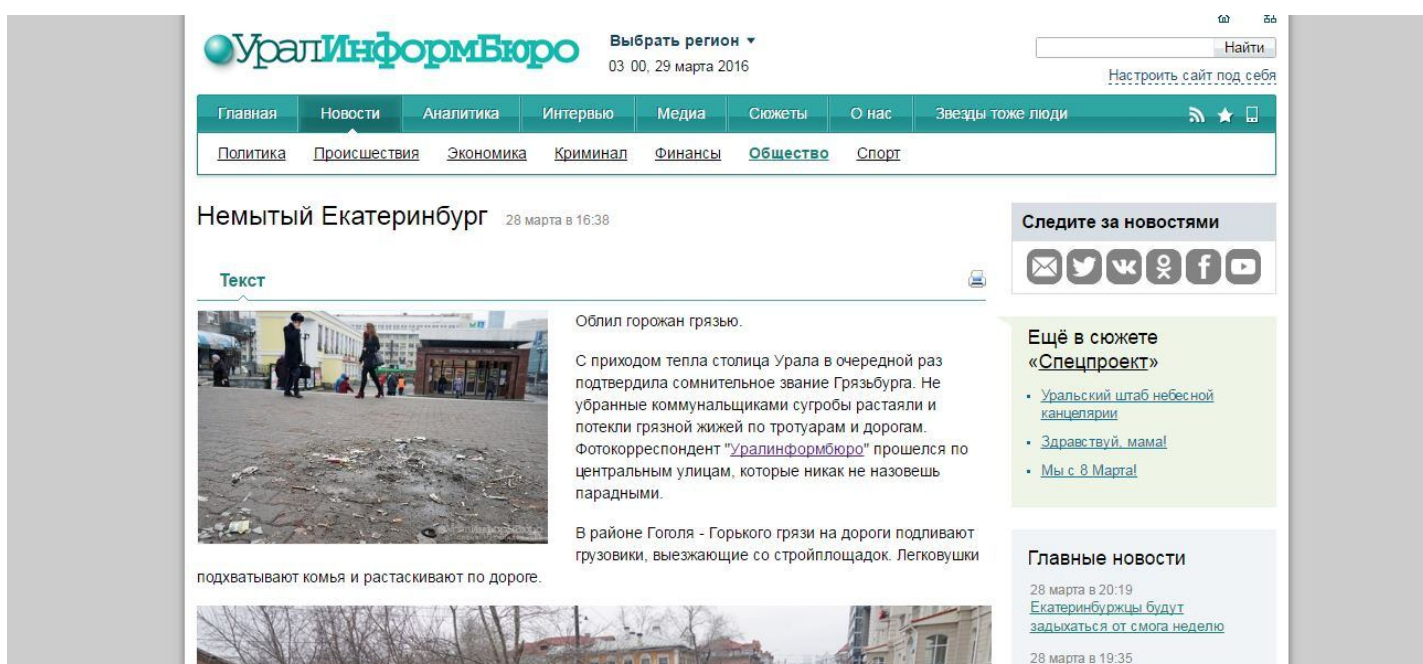 УралИнформБюро
Выбрать регион
03 00, 29 марта 2016
Найти
Настроить сайт под себя
Главная Новости Аналитика Интервью Медиа Сюжеты О нас Звезды тоже люди
Политика Происшествия Экономика Криминал Финансы Общество Спорт
Немытый Екатеринбург 28 марта в 16:38
Текст
Облил горожан грязью.
С приходом тепла столица Урала в очередной раз
подтвердила сомнительное звание Грязьбурга. Не
убранные коммунальщиками сугробы растаяли и
потекли грязной жижей по тротуарам и дорогам.
Фотокорреспондент "Уралинформбюро" прошелся по
центральным улицам, которые никак не назовешь
парадными.
В районе Гоголя - Горького грязи на дороги подливают
грузовики, выезжающие со стройплощадок. Легковушки
подхватывают комья и растаскивают по дороге.
УралИнформБюро
Следите за новостями
Ещё в сюжете
«Спецпроект»
Уральский штаб небесной
канцелярии
Здравствуй, мама!
Мы с 8 Марта!
Главные новости
28 марта в 20:19
Екатеринбуржцы будут
задыхаться от смога неделю
28 марта в 19:35